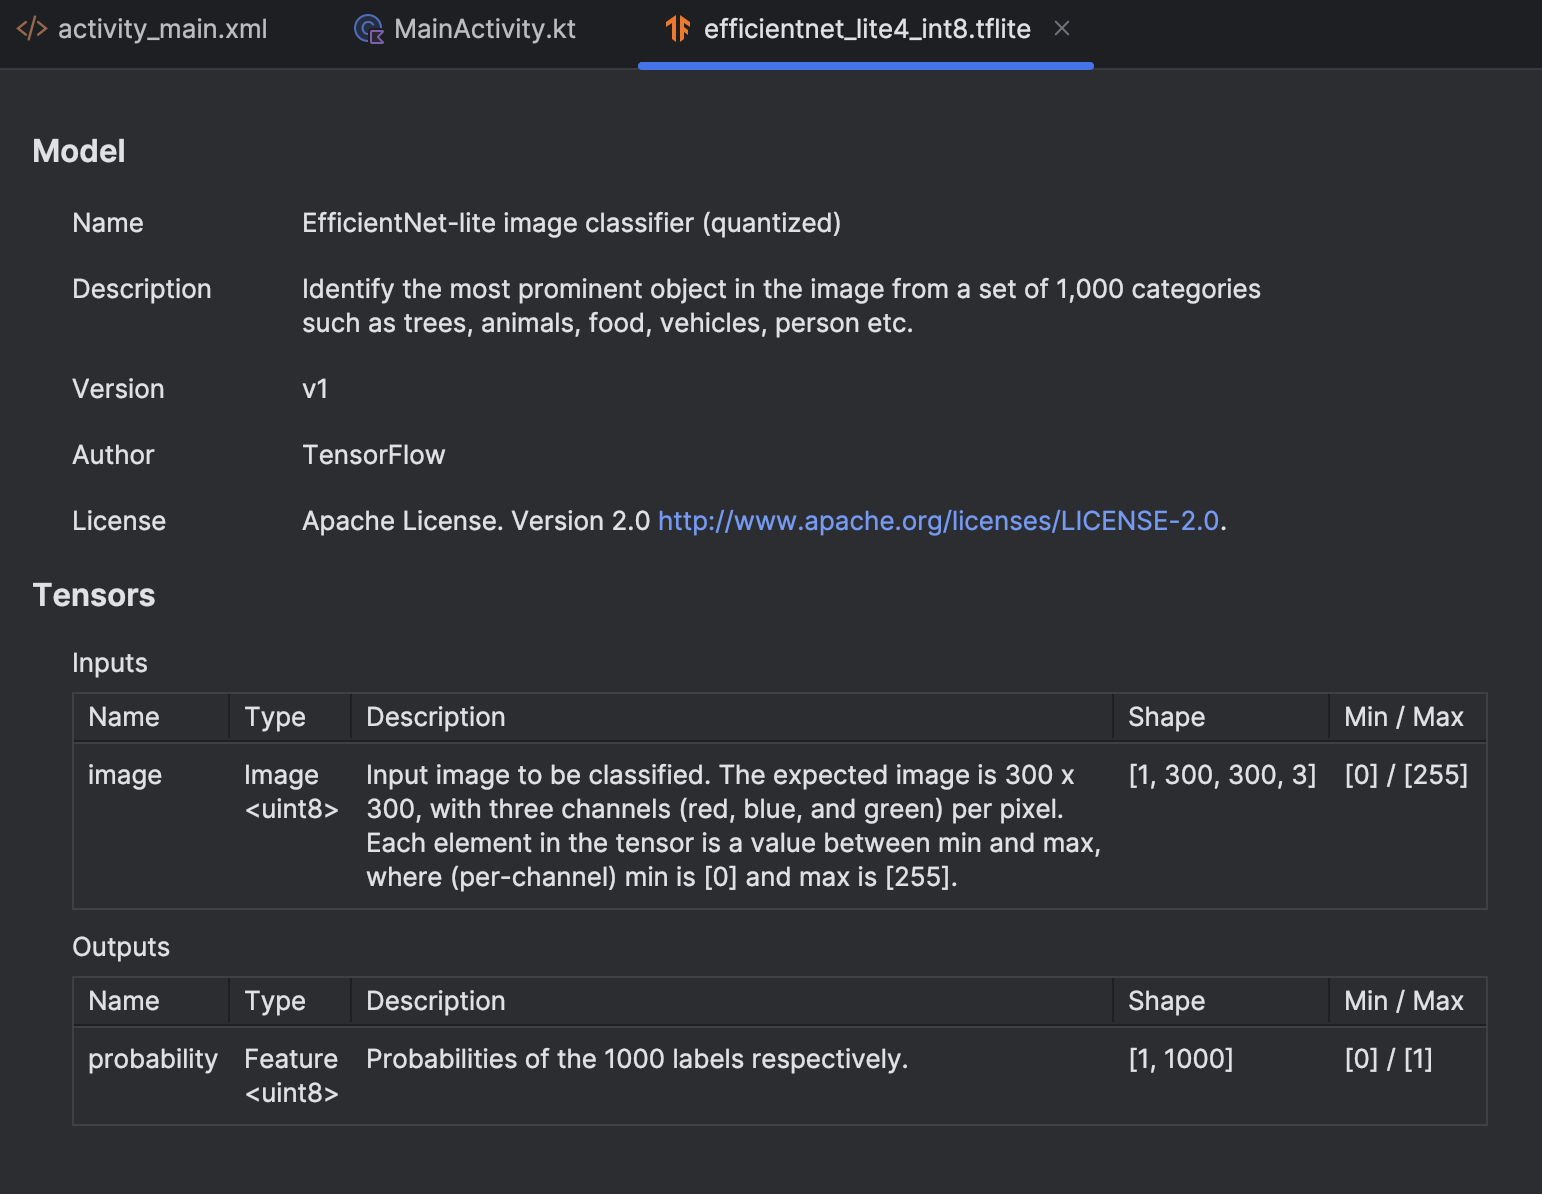 activity_main.xml MainActivity.kt efficientnet_lite4_int8.tflite
Model
Name EfficientNet-lite image classifier (quantized)
Description Identify the most prominent object in the image from a set of 1,000 categories
such as trees, animals, food, vehicles, person etc.
Version v1
Author TensorFlow
License Apache License. Version 2.0 http://www.apache.org/licenses/LICENSE-2.0.
Tensors
Inputs
Name Type Description Shape Min / Max
image Image Input image to be classified. The expected image is 300 x [1, 300, 300, 3] [0] / [255]
<uint8> 300, with three channels (red, blue, and green) per pixel.
Each element in the tensor is a value between min and max,
where (per-channel) min is [0] and max is [255].
Outputs
Name Type Description Shape Min / Max
probability Feature Probabilities of the 1000 labels respectively. [1, 1000] [0] / [1]
<uint8>